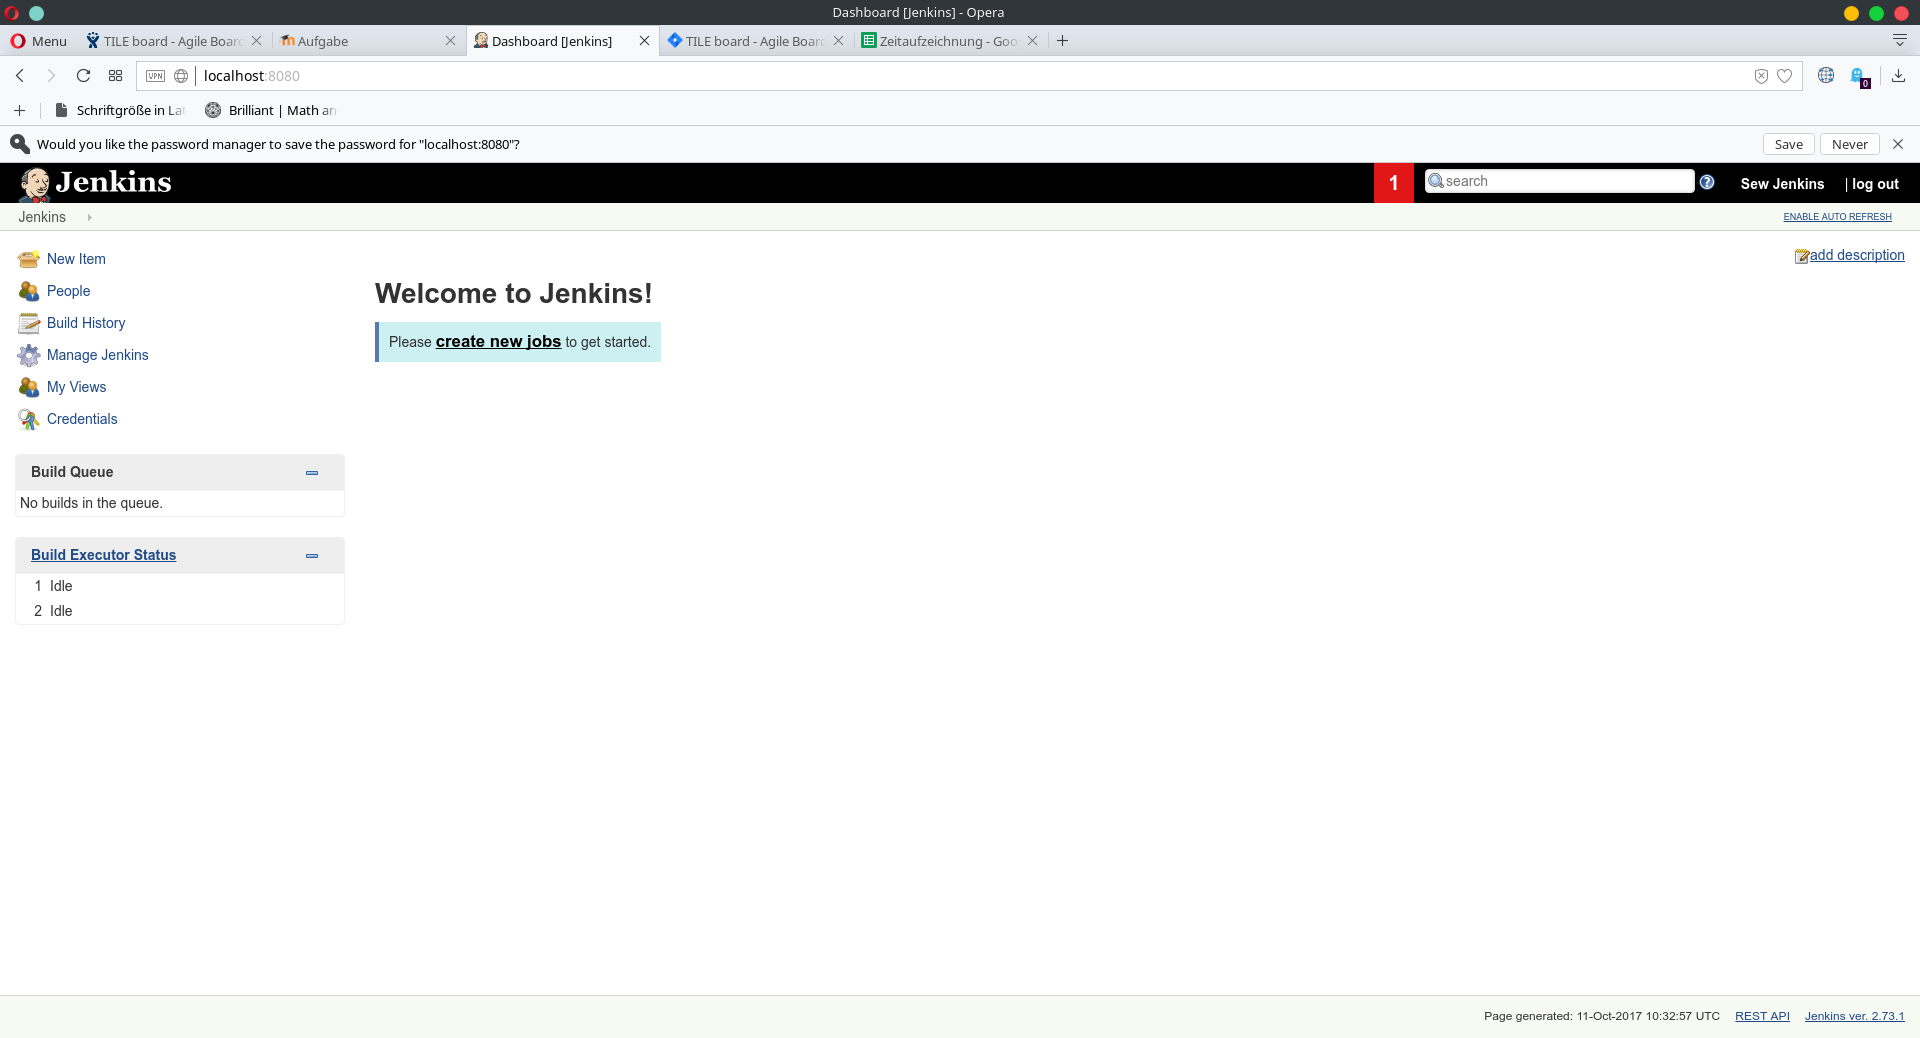 Dashboard [Jenkins] - Opera
Menu TILE board - Agile Board Aufgabe Dashboard [Jenkins] TILE board - Agile Board Zeitaufzeichnung - Goo
VPN localhost:8080 0
Schriftgröße in Lat Brilliant | Math an
Would you like the password manager to save the password for "localhost:8080"? Save Never
Jenkins 1 search Sew Jenkins | log out
Jenkins ENABLE AUTO REFRESH
New Item add description
People
Build History
Manage Jenkins
My Views
Credentials
Welcome to Jenkins!
Please create new jobs to get started.
Build Queue
No builds in the queue.
Build Executor Status
1 Idle
2 Idle
Page generated: 11-Oct-2017 10:32:57 UTC REST API Jenkins ver. 2.73.1